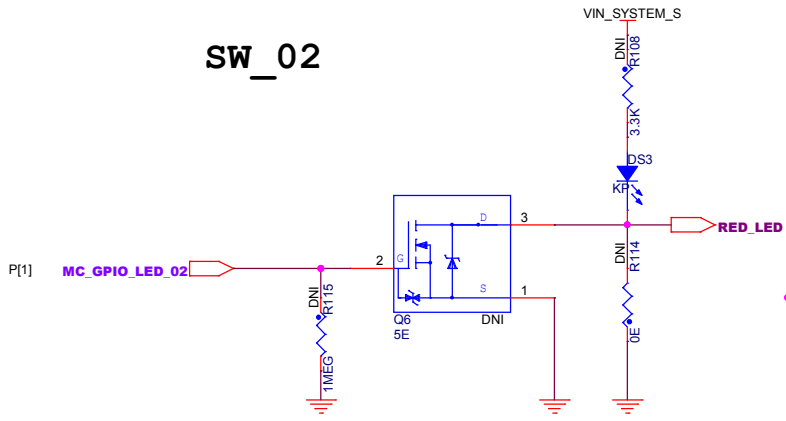 VIN_SYSTEM_S
SW_02
DNI
R108
3.3K
DS3
KP
D
3
RED_LED
DNI
R114
0E
G
2
P[1]
MC_GPIO_LED_02
S
1
DNI
R115
1MEG
Q6
DNI
5E